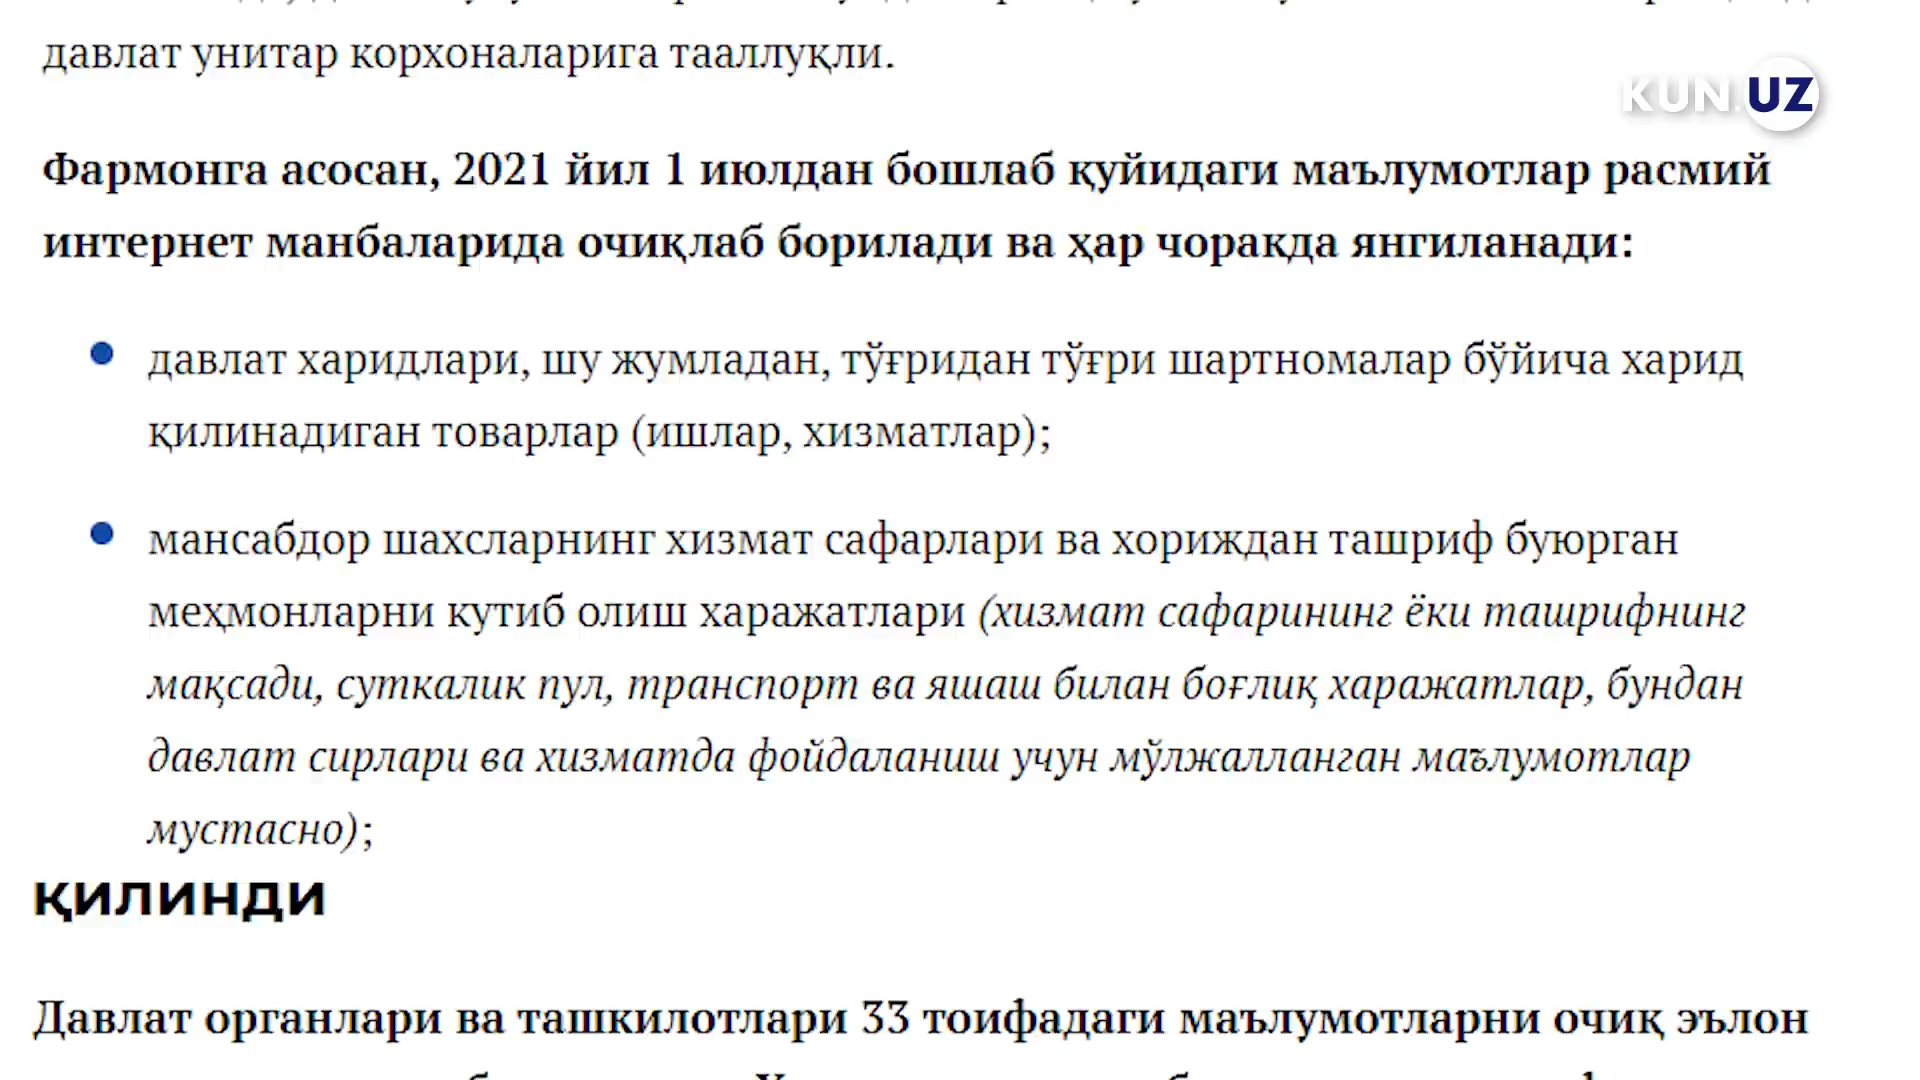 давлат унитар корхоналарига тааллуқли.
KUN.UZ
Фармонга асосан, 2021 йил 1 июлдан бошлаб қуйидаги маълумотлар расмий
интернет манбаларида очиқлаб борилади ва ҳар чоракда янгиланади:
давлат харидлари, шу жумладан, тўғридан тўғри шартномалар бўйича харид
қилинадиган товарлар (ишлар, хизматлар);
мансабдор шахсларнинг хизмат сафарлари ва хориждан ташриф буюрган
меҳмонларни кутиб олиш харажатлари (хизмат сафарининг ёки ташрифнинг
мақсади, суткалик пул, транспорт ва яшаш билан боғлиқ харажатлар, бундан
давлат сирлари ва хизматда фойдаланиш учун мўлжалланган маълумотлар
мустасно);
қилинди
Давлат органлари ва ташкилотлари 33 тоифадаги маълумотларни очиқ эълон